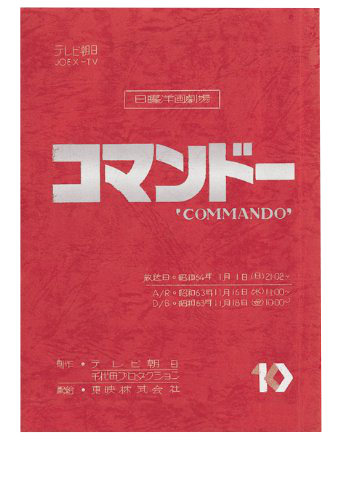 テレビ朝日
JOEX-TV
日曜洋画劇場
コマンドー
'COMMANDO'
放送日・昭和64年 1月 1日(日)21:02~
A/R・昭和63年11月16日(水)11:00~
D/B・昭和63年11月18日(金)10:00~
制作・テレビ朝日
千代田プロダクション
配給・東映株式会社
10